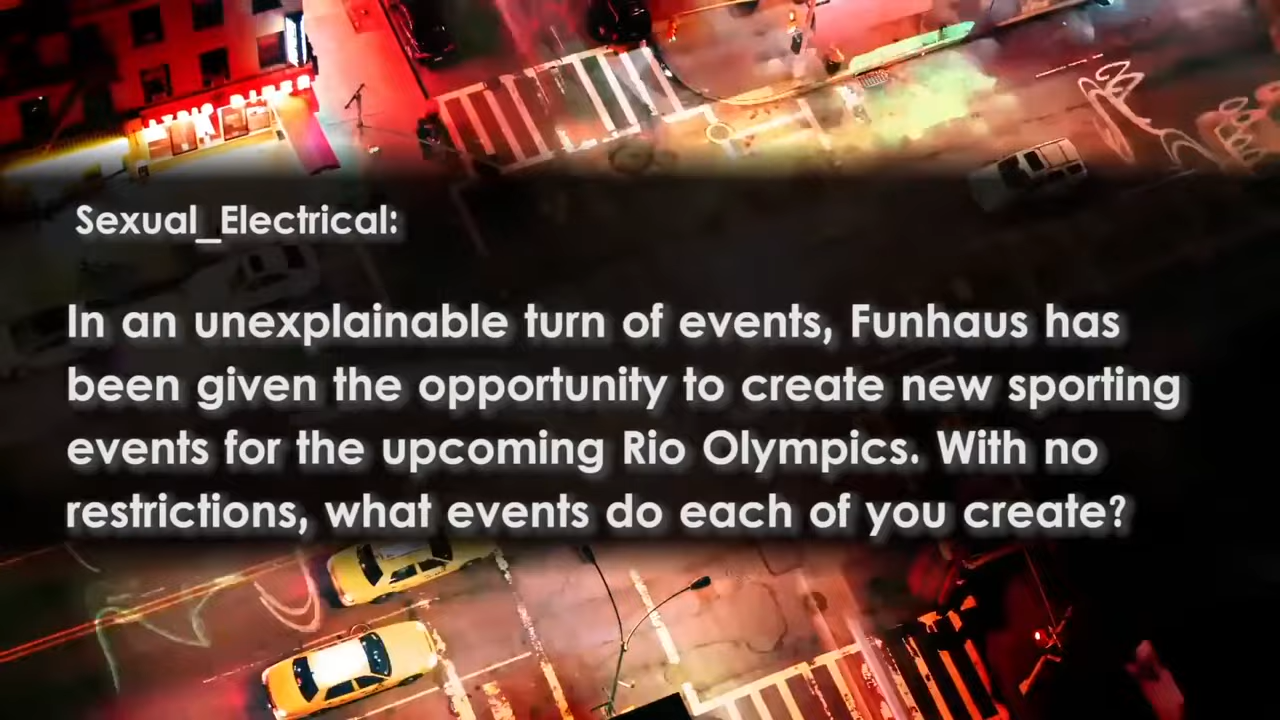 Sexual_Electrical:
In an unexplainable turn of events, Funhaus has
been given the opportunity to create new sporting
events for the upcoming Rio Olympics. With no
restrictions, what events do each of you create?